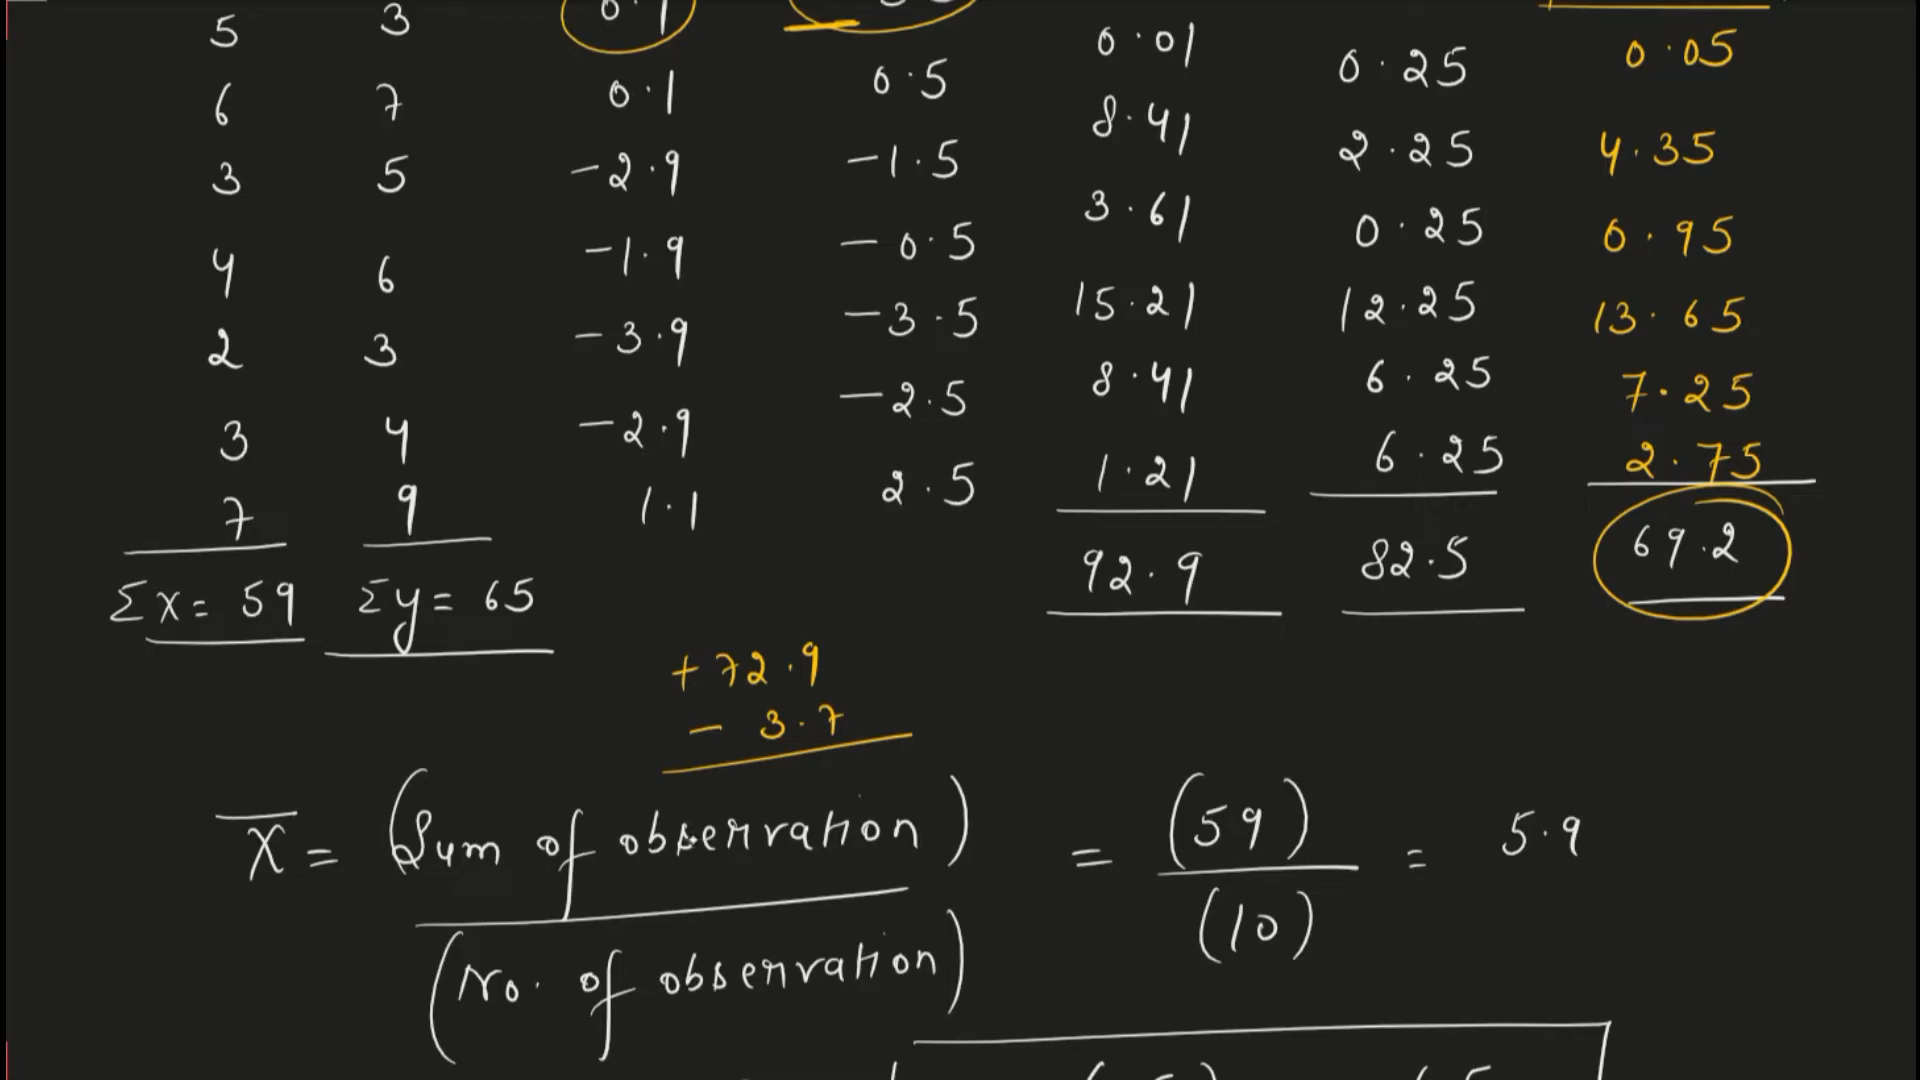 5 3 0.1
0.01 0.05
6 7 0.1 0.5 0.25
8.41
3 5 -2.9 -1.5 2.25 4.35
3.61
4 6 -1.9 -0.5 0.25 0.95
15.21
2 3 -3.9 -3.5 12.25 13.65
8.41 6.25 7.25
3 4 -2.9 -2.5
1.21 6.25 2.75
7 9 1.1 2.5
92.9 82.5 69.2
Σx= 59 Σy= 65
+72.9
- 3.7
X̄ = (Sum of observation) = (59) = 5.9
(No. of observation) (10)